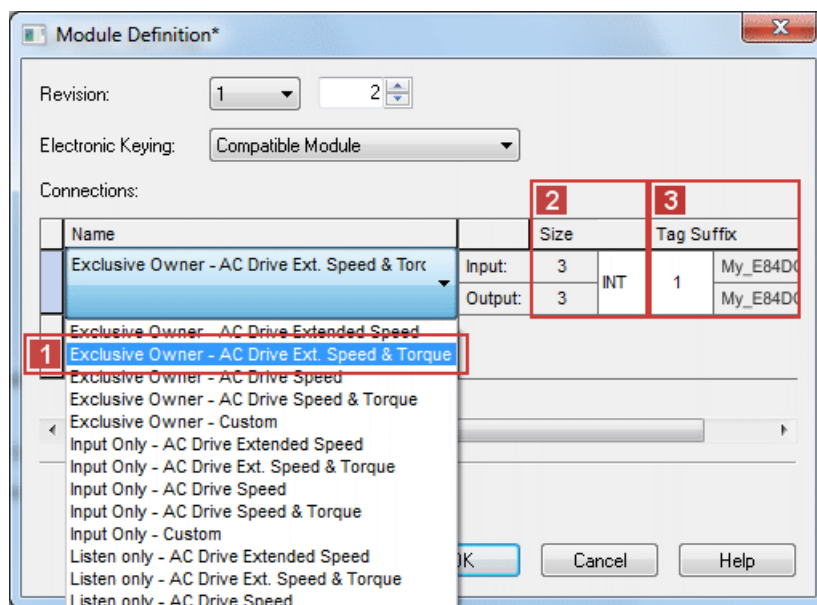 Module Definition*
Revision: 1 2
Electronic Keying: Compatible Module
Connections:
2 3
Name Size Tag Suffix
Exclusive Owner - AC Drive Ext. Speed & Torc Input: 3 INT 1 My_E84D
Output: 3 My_E84D
Exclusive Owner - AC Drive Extended Speed
1 Exclusive Owner - AC Drive Ext. Speed & Torque
Exclusive Owner - AC Drive Speed
Exclusive Owner - AC Drive Speed & Torque
Exclusive Owner - Custom
Input Only - AC Drive Extended Speed
Input Only - AC Drive Ext. Speed & Torque
Input Only - AC Drive Speed
Input Only - AC Drive Speed & Torque
Input Only - Custom
Listen only - AC Drive Extended Speed
Listen only - AC Drive Ext. Speed & Torque
Listen only - AC Drive Speed
OK Cancel Help